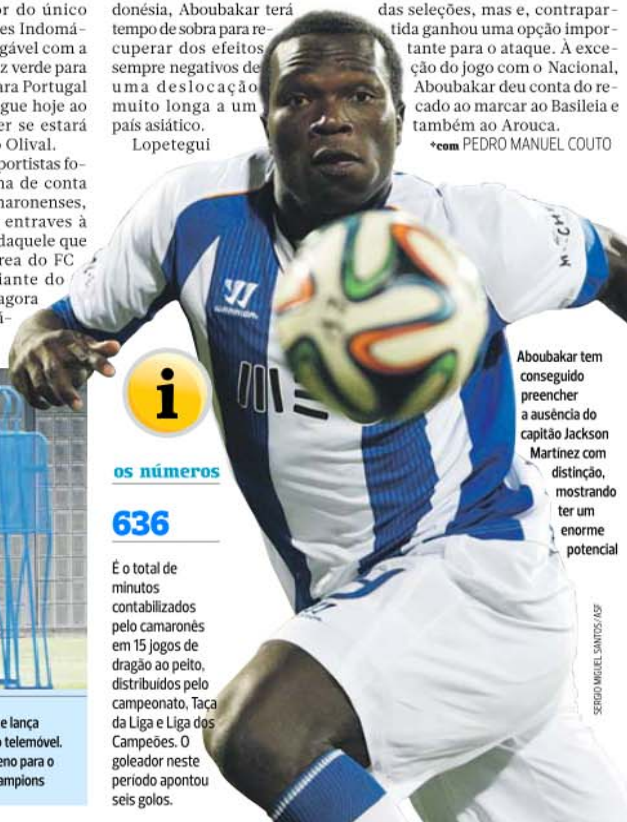 or do único
es Indomá-
gável com a
z verde para
ara Portugal
gue hoje ao
er se estará
Olival.
portistas fo-
na de conta
maronenses,
entraves à
daquele que
rea do FC
iante do
agora
donésia, Aboubakar terá
tempo de sobra para re-
cuperar dos efeitos
sempre negativos de
uma deslocação
muito longa a um
país asiático.
Lopetegui
das seleções, mas e, contrapar-
tida ganhou uma opção impor-
tante para o ataque. À exce-
ção do jogo com o Nacional,
Aboubakar deu conta do re-
cado ao marcar ao Basileia e
também ao Arouca.
*com PEDRO MANUEL COUTO
WARRIOR
i
os números
636
É o total de
minutos
contabilizados
pelo camaronês
em 15 jogos de
dragão ao peito,
distribuídos pelo
campeonato, Taça
da Liga e Liga dos
Campeões. O
goleador neste
período apontou
seis golos.
Aboubakar tem
conseguido
preencher
a ausência do
capitão Jackson
Martínez com
distinção,
mostrando
ter um
enorme
potencial
SERGIO MIGUEL SANTOS/ASF
e lança
o telemóvel.
eno para o
ampions